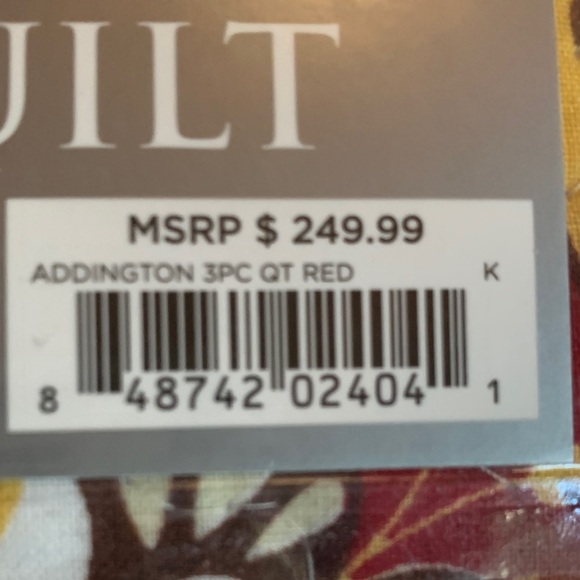 UILT
MSRP $ 249.99
ADDINGTON 3PC QT RED K
8 48742 02404 1